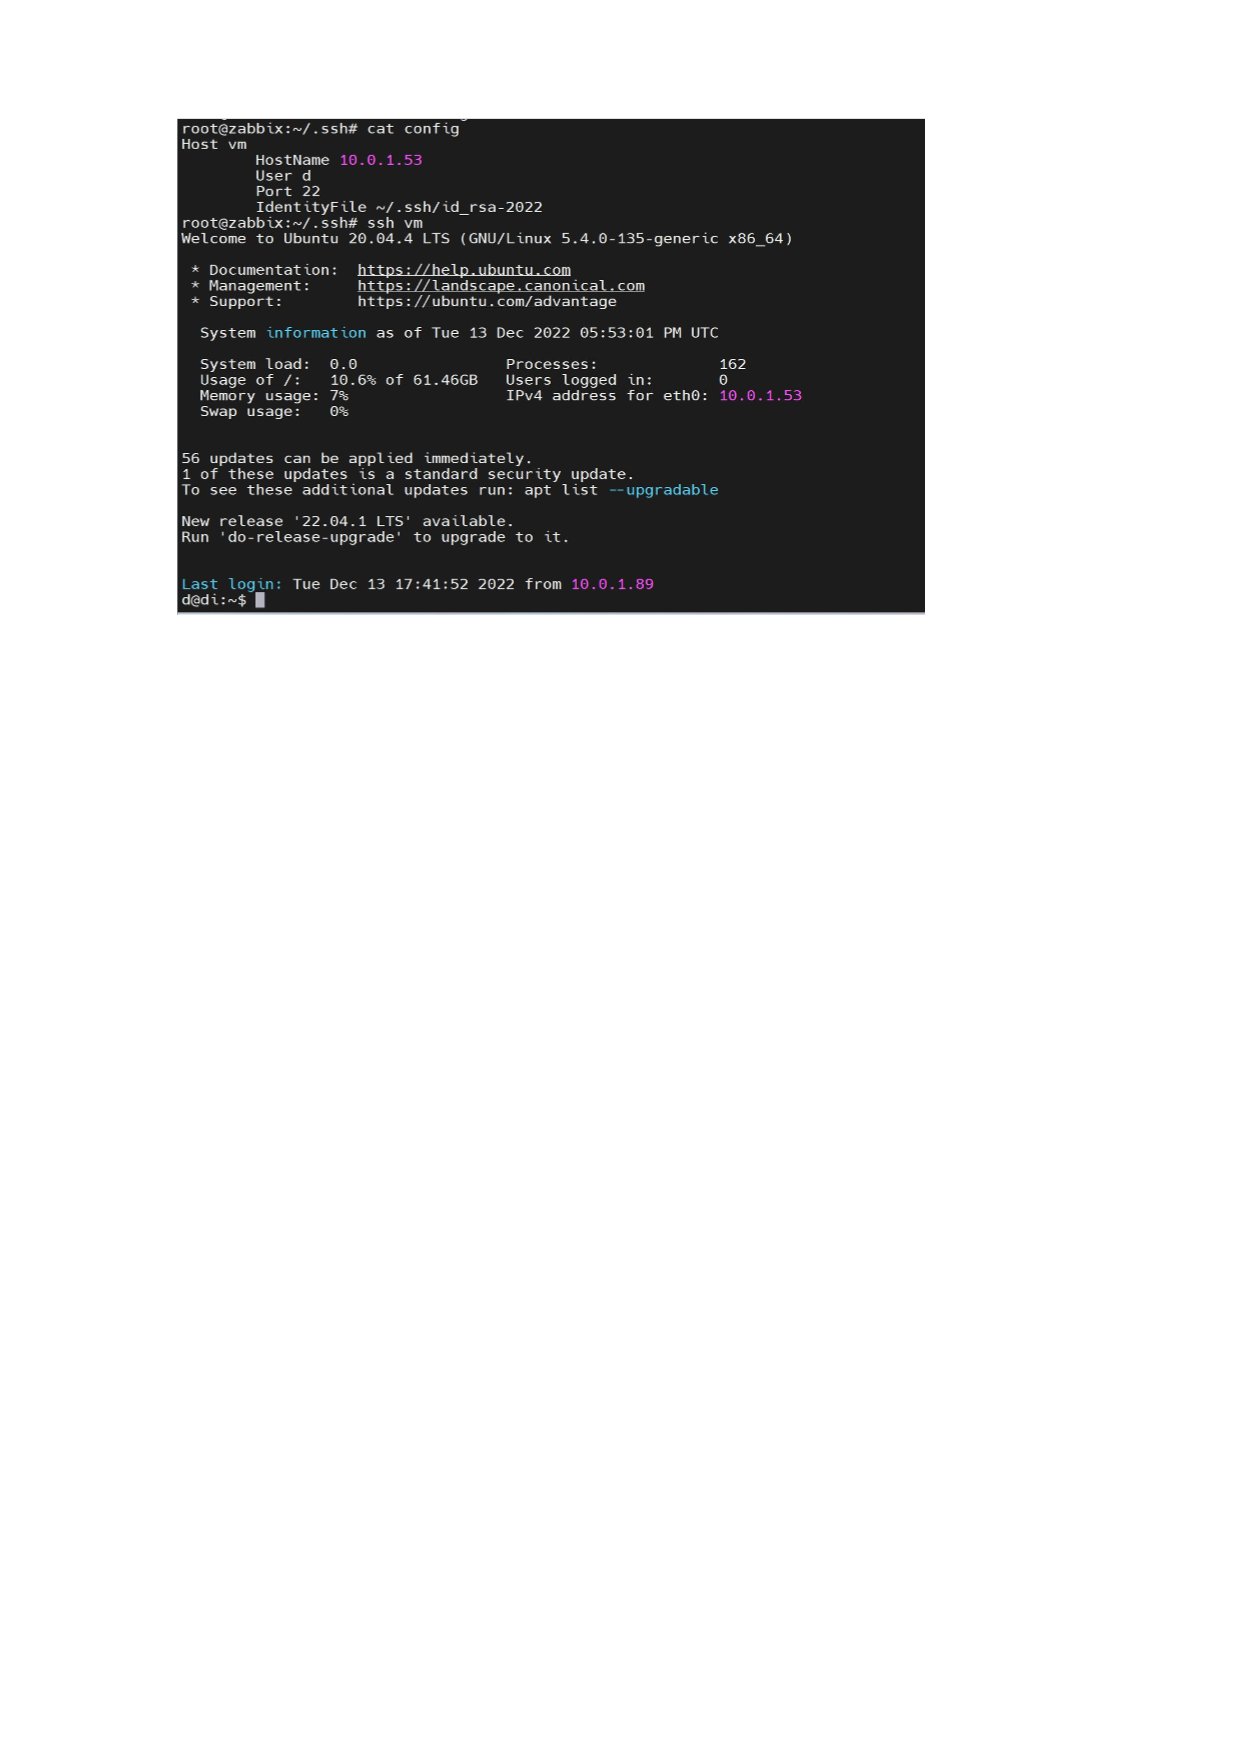 root@zabbix:~/.ssh# cat config
Host vm
        HostName 10.0.1.53
        User d
        Port 22
        IdentityFile ~/.ssh/id_rsa-2022
root@zabbix:~/.ssh# ssh vm
Welcome to Ubuntu 20.04.4 LTS (GNU/Linux 5.4.0-135-generic x86_64)

 * Documentation:  https://help.ubuntu.com
 * Management:     https://landscape.canonical.com
 * Support:        https://ubuntu.com/advantage

  System information as of Tue 13 Dec 2022 05:53:01 PM UTC

  System load:  0.0                Processes:             162
  Usage of /:   10.6% of 61.46GB   Users logged in:       0
  Memory usage: 7%                 IPv4 address for eth0: 10.0.1.53
  Swap usage:   0%


56 updates can be applied immediately.
1 of these updates is a standard security update.
To see these additional updates run: apt list --upgradable

New release '22.04.1 LTS' available.
Run 'do-release-upgrade' to upgrade to it.


Last login: Tue Dec 13 17:41:52 2022 from 10.0.1.89
d@di:~$